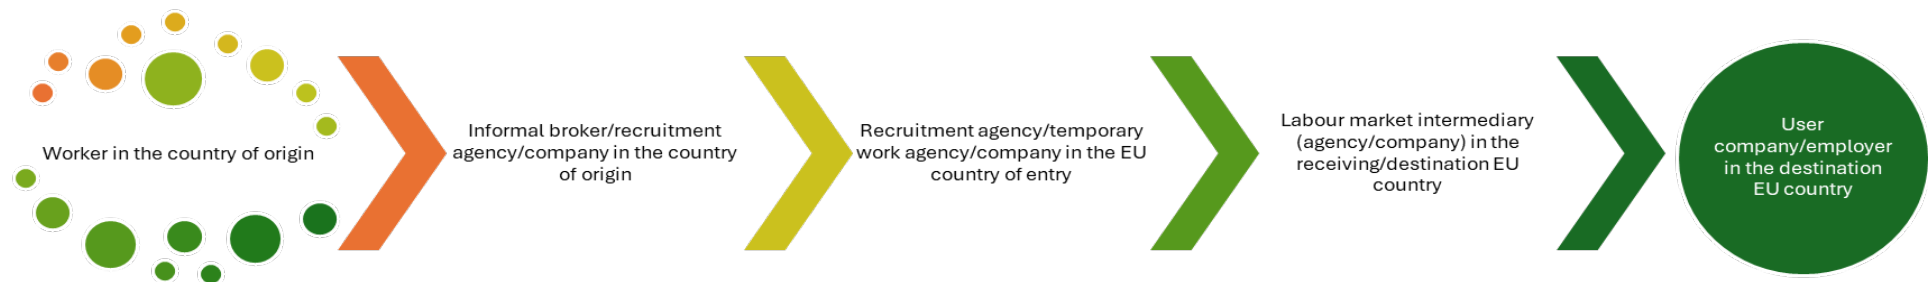 Worker in the country of origin
Informal broker/recruitment
agency/company in the country
of origin
Recruitment agency/temporary
work agency/company in the EU
country of entry
Labour market intermediary
(agency/company) in the
receiving/destination EU
country
User
company/employer
in the destination
EU country